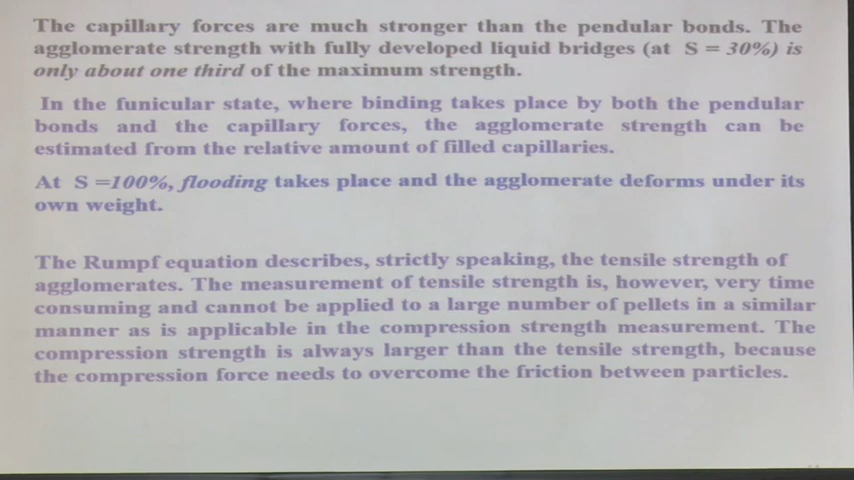 The capillary forces are much stronger than the pendular bonds. The
agglomerate strength with fully developed liquid bridges (at S = 30%) is
only about one third of the maximum strength.
In the funicular state, where binding takes place by both the pendular
bonds and the capillary forces, the agglomerate strength can be
estimated from the relative amount of filled capillaries.
At S =100%, flooding takes place and the agglomerate deforms under its
own weight.
The Rumpf equation describes, strictly speaking, the tensile strength of
agglomerates. The measurement of tensile strength is, however, very time
consuming and cannot be applied to a large number of pellets in a similar
manner as is applicable in the compression strength measurement. The
compression strength is always larger than the tensile strength, because
the compression force needs to overcome the friction between particles.